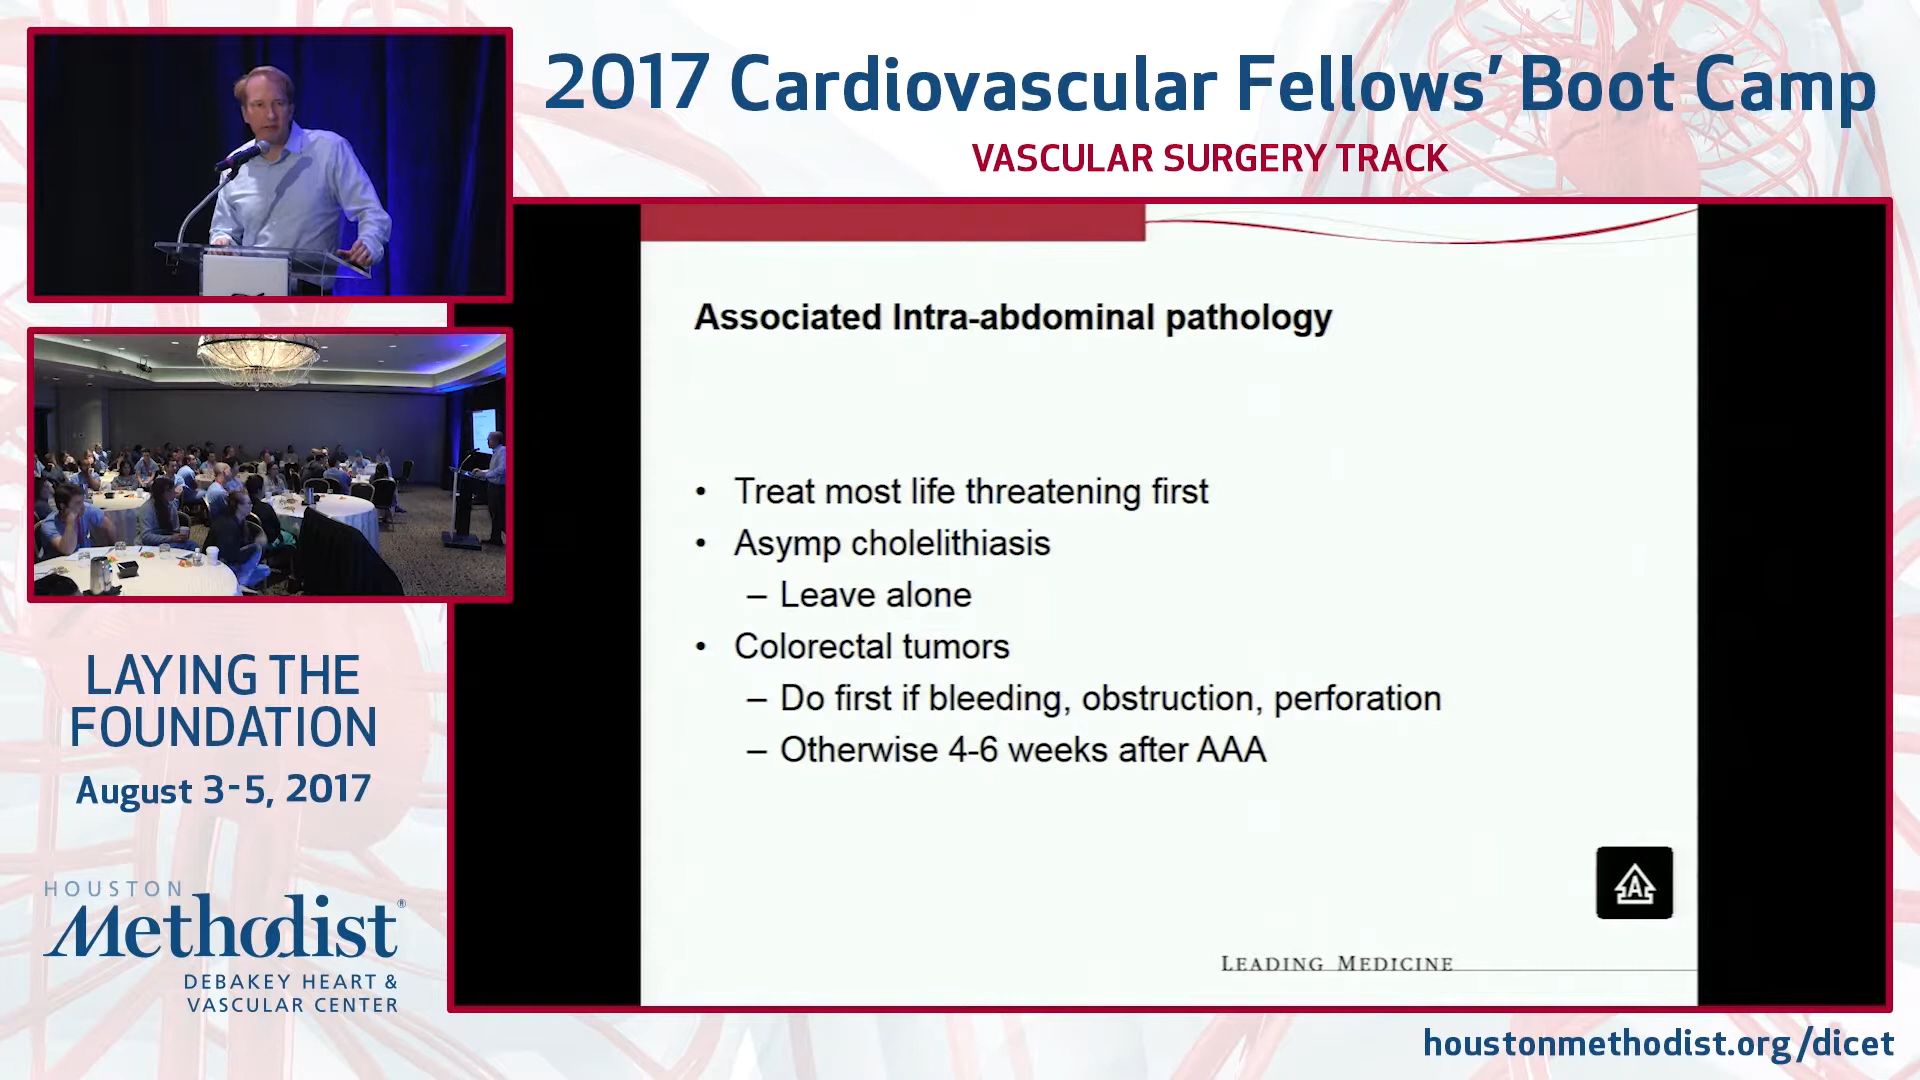 2017 Cardiovascular Fellows’ Boot Camp
VASCULAR SURGERY TRACK
Associated Intra-abdominal pathology
• Treat most life threatening first
• Asymp cholelithiasis
– Leave alone
• Colorectal tumors
– Do first if bleeding, obstruction, perforation
– Otherwise 4-6 weeks after AAA
A
LEADING MEDICINE
LAYING THE
FOUNDATION
August 3-5, 2017
HOUSTON
Methodist®
DEBAKEY HEART &
VASCULAR CENTER
houstonmethodist.org/dicet